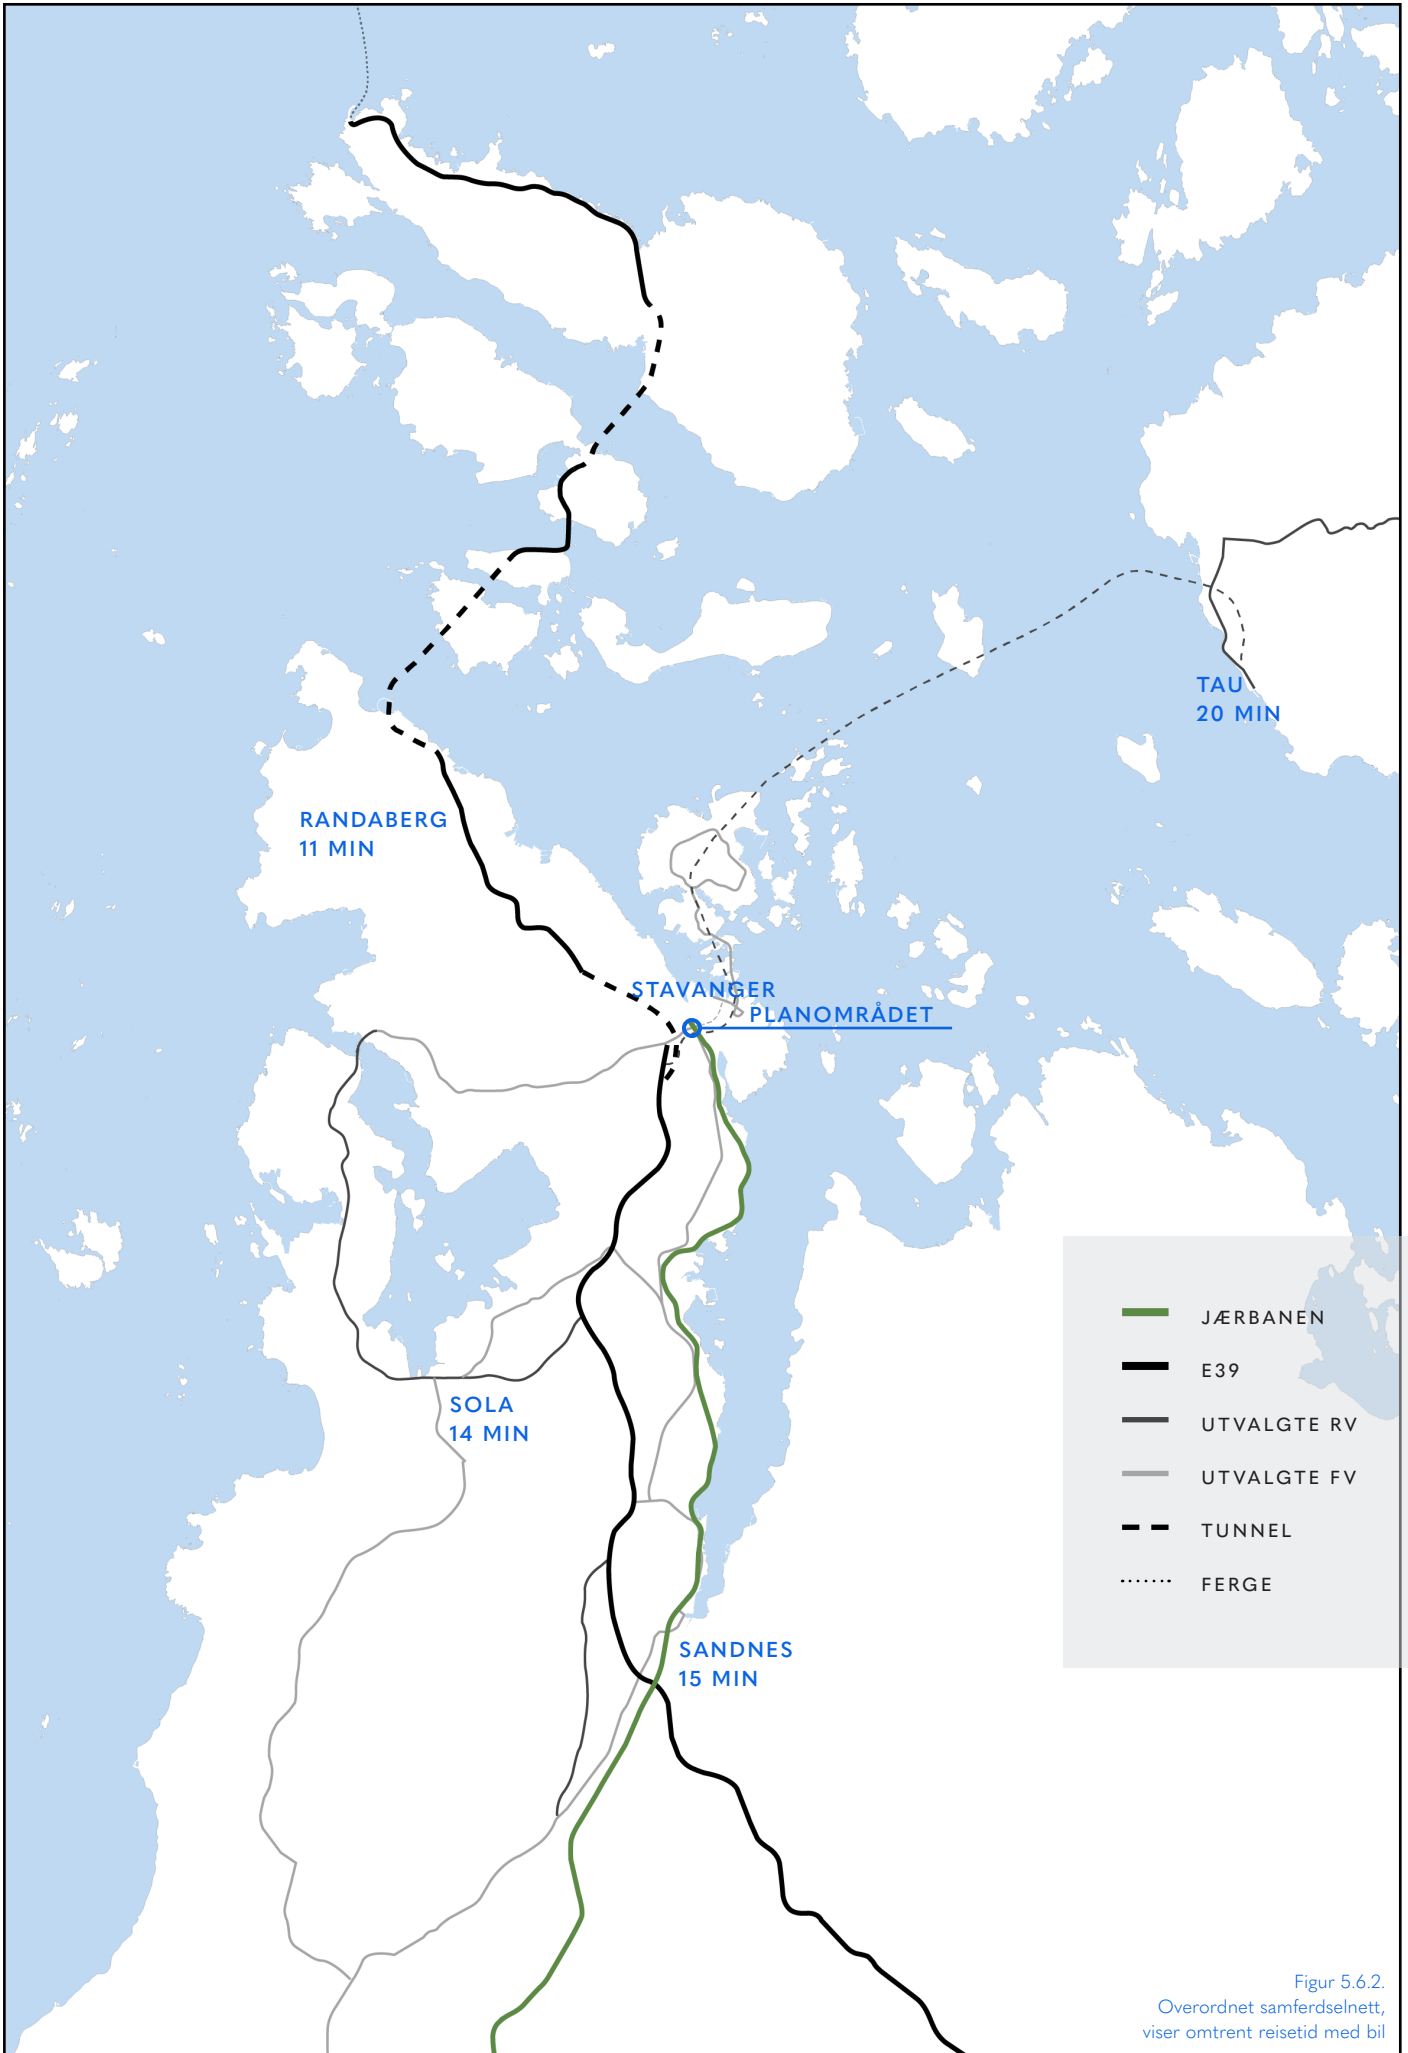 TAU
20 MIN
RANDABERG
11 MIN
STAVANGER
PLANOMRÅDET
JÆRBANEN
E39
UTVALGTE RV
UTVALGTE FV
TUNNEL
FERGE
SOLA
14 MIN
SANDNES
15 MIN
Figur 5.6.2.
Overordnet samferdselnett,
viser omtrent reisetid med bil